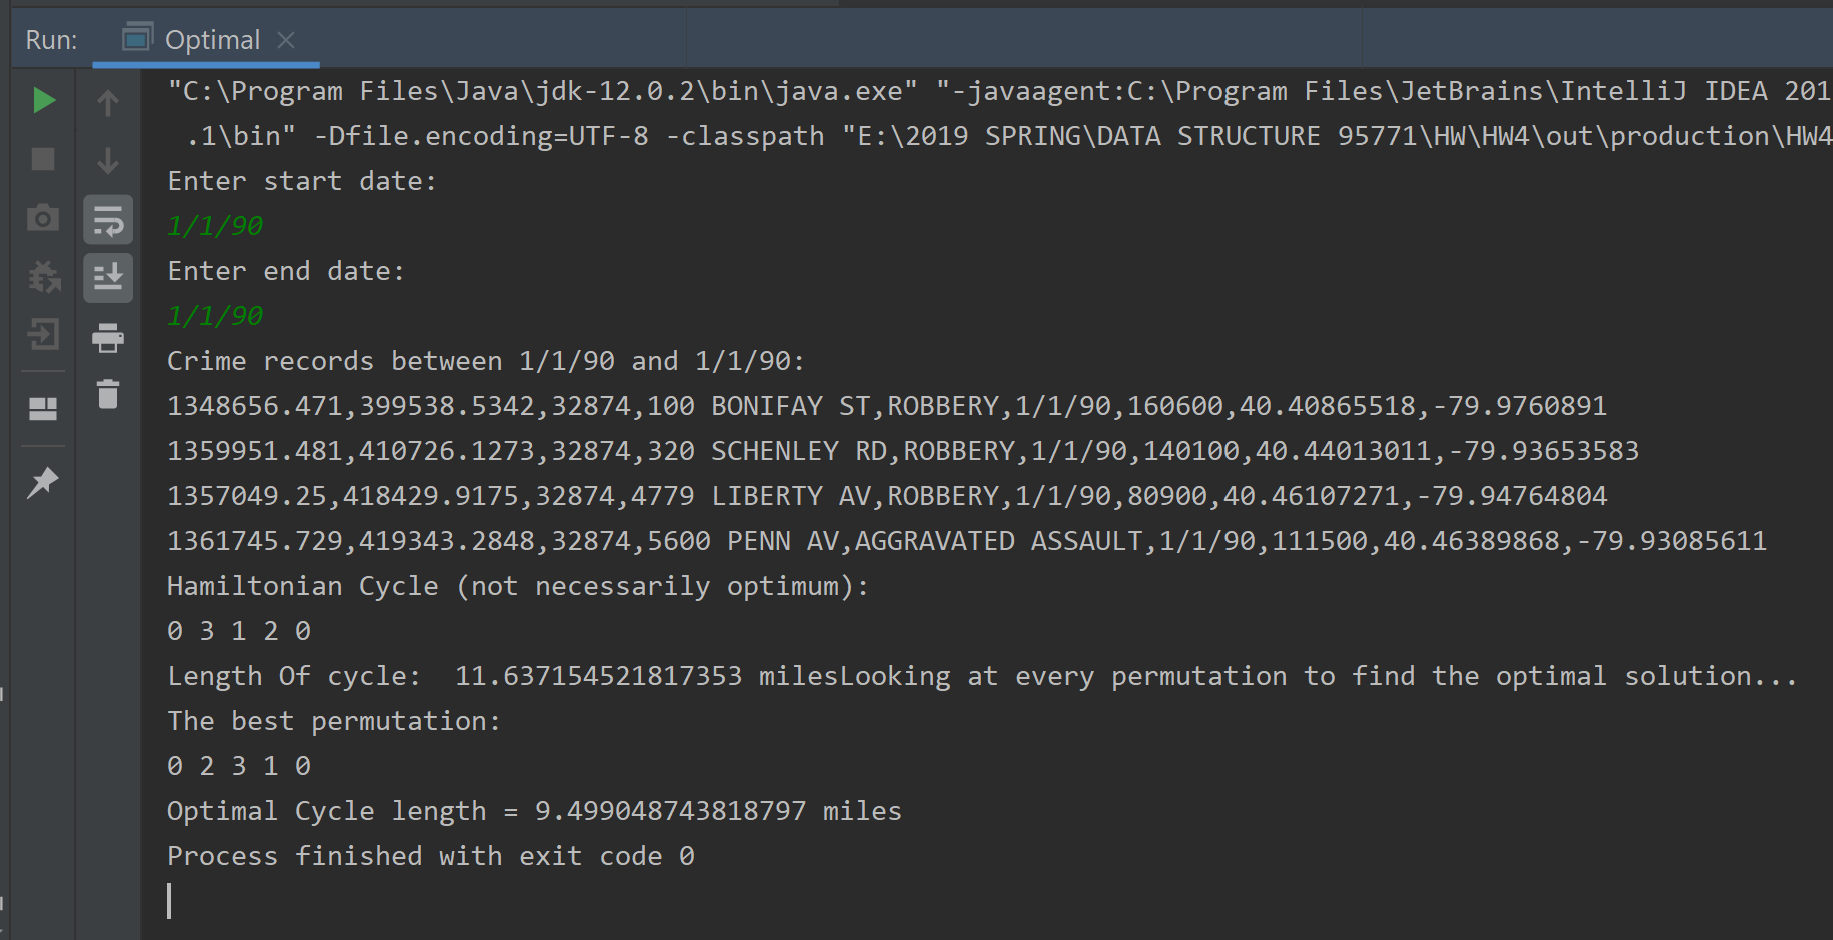 Run: Optimal
"C:\Program Files\Java\jdk-12.0.2\bin\java.exe" "-javaagent:C:\Program Files\JetBrains\IntelliJ IDEA 201
.1\bin" -Dfile.encoding=UTF-8 -classpath "E:\2019 SPRING\DATA STRUCTURE 95771\HW\HW4\out\production\HW4
Enter start date:
1/1/90
Enter end date:
1/1/90
Crime records between 1/1/90 and 1/1/90:
1348656.471,399538.5342,32874,100 BONIFAY ST,ROBBERY,1/1/90,160600,40.40865518,-79.9760891
1359951.481,410726.1273,32874,320 SCHENLEY RD,ROBBERY,1/1/90,140100,40.44013011,-79.93653583
1357049.25,418429.9175,32874,4779 LIBERTY AV,ROBBERY,1/1/90,80900,40.46107271,-79.94764804
1361745.729,419343.2848,32874,5600 PENN AV,AGGRAVATED ASSAULT,1/1/90,111500,40.46389868,-79.93085611
Hamiltonian Cycle (not necessarily optimum):
0 3 1 2 0
Length Of cycle:  11.637154521817353 milesLooking at every permutation to find the optimal solution...
The best permutation:
0 2 3 1 0
Optimal Cycle length = 9.499048743818797 miles
Process finished with exit code 0